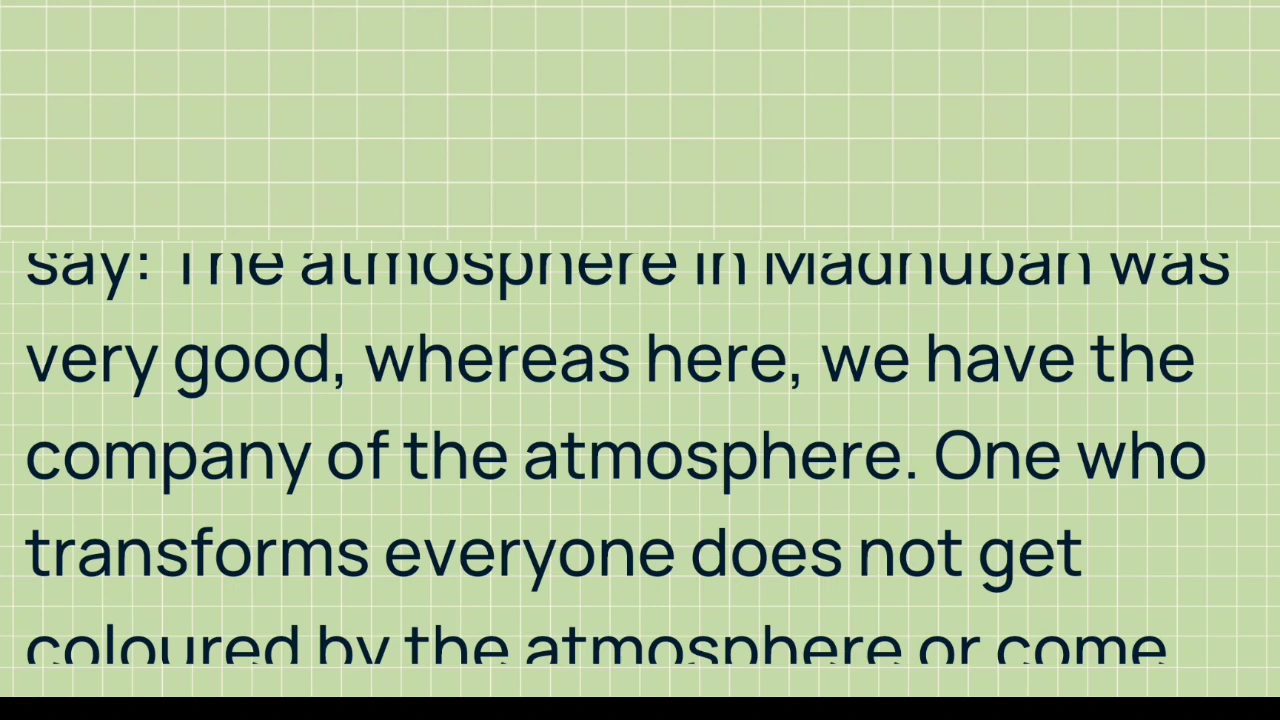 say: The atmosphere in Madhuban was
very good, whereas here, we have the
company of the atmosphere. One who
transforms everyone does not get
coloured by the atmosphere or come